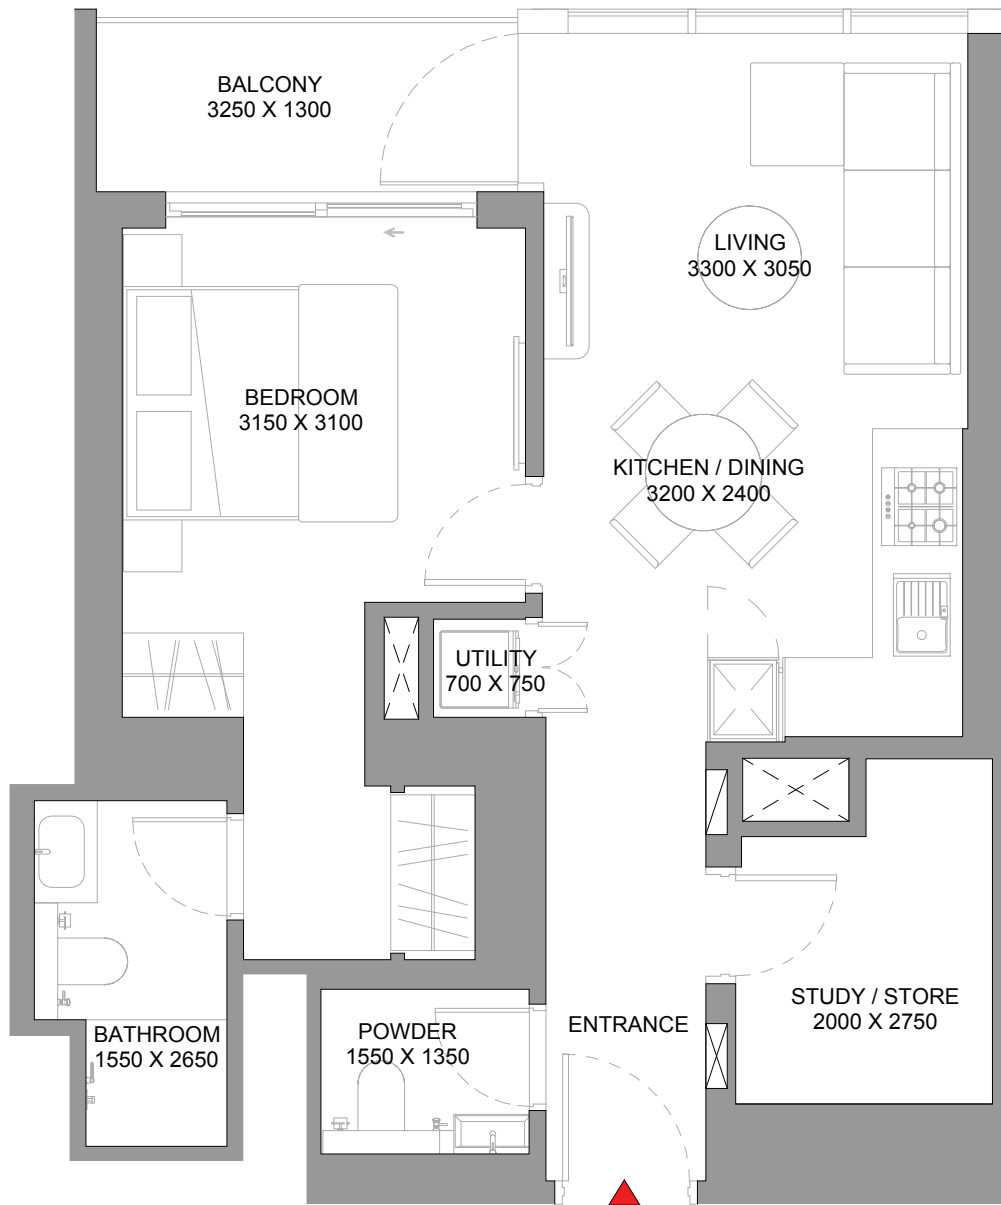 BALCONY
3250 X 1300
LIVING
3300 X 3050
BEDROOM
3150 X 3100
KITCHEN / DINING
3200 X 2400
UTILITY
700 X 750
STUDY / STORE
2000 X 2750
ENTRANCE
POWDER
1550 X 1350
BATHROOM
1550 X 2650